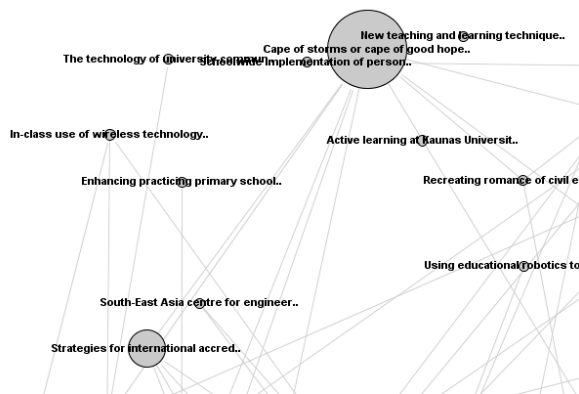 New teaching and learning technique..
Cape of storms or cape of good hope..
The technology of university commun..
Schoolwide implementation of person..
In-class use of wireless technology..
Active learning at Kaunas Universit..
Enhancing practicing primary school..
Recreating romance of civil e
Using educational robotics to
South-East Asia centre for engineer..
Strategies for international accred..